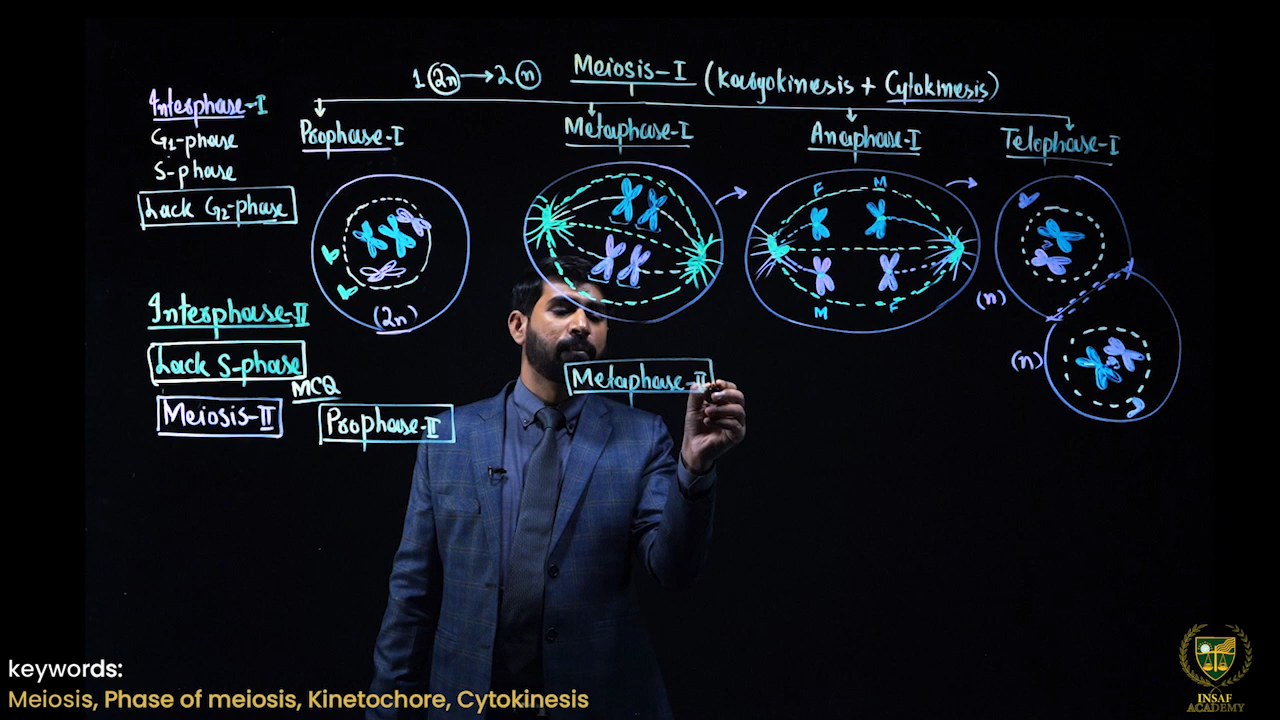 1 2n → 2 n Meiosis-I (Karyokinesis + Cytokinesis)
Interphase-I
G1-phase
S-phase
Lack G2-phase
Prophase-I
Metaphase-I
Anaphase-I
Telophase-I
(2n)
F M
M F
(n)
(n)
Interphase-II
Lack S-phase
MCQ
Meiosis-II
Prophase-II
Metaphase-II
keywords:
Meiosis, Phase of meiosis, Kinetochore, Cytokinesis
INSAF
ACADEMY